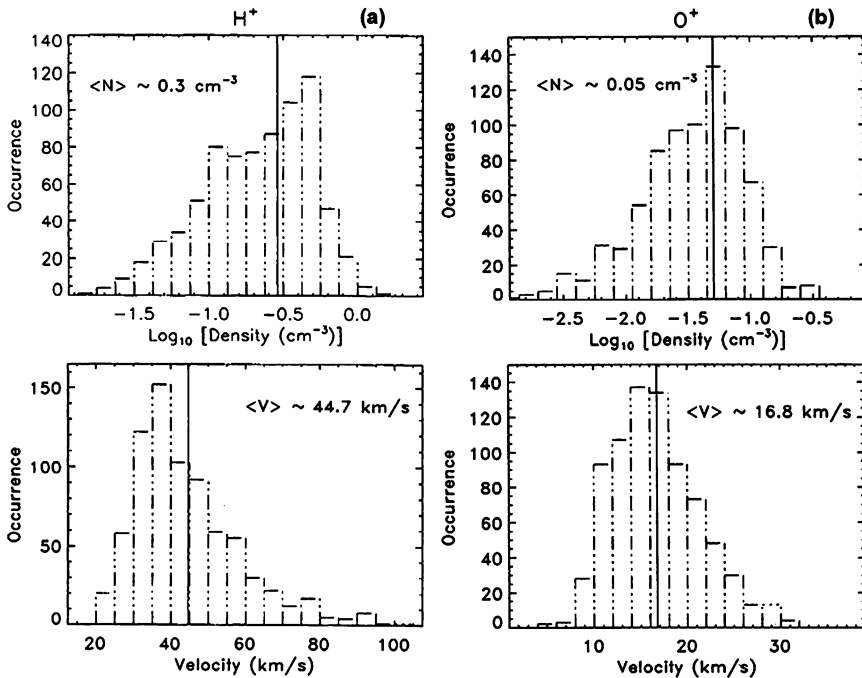 H⁺ (a)
140
120
100
80
60
40
20
0
Occurrence
<N> ~ 0.3 cm⁻³
−1.5 −1.0 −0.5 0.0
Log₁₀ [Density (cm⁻³)]
O⁺ (b)
140
120
100
80
60
40
20
0
Occurrence
<N> ~ 0.05 cm⁻³
−2.5 −2.0 −1.5 −1.0 −0.5
Log₁₀ [Density (cm⁻³)]
150
100
50
0
Occurrence
<V> ~ 44.7 km/s
20 40 60 80 100
Velocity (km/s)
140
120
100
80
60
40
20
0
Occurrence
<V> ~ 16.8 km/s
10 20 30
Velocity (km/s)